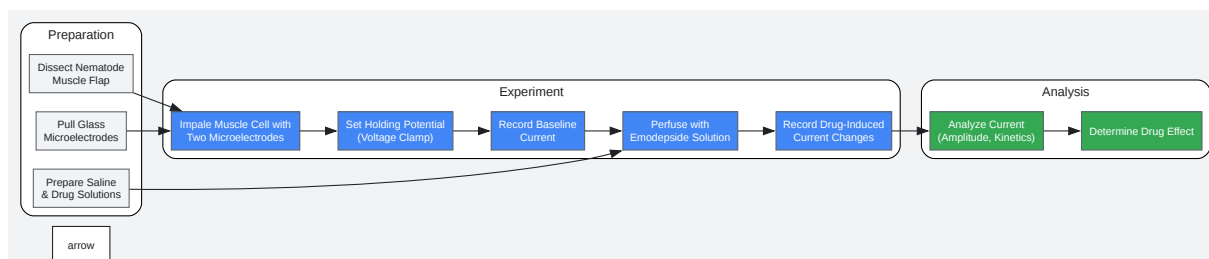 Preparation
Dissect Nematode
Muscle Flap
Pull Glass
Microelectrodes
Prepare Saline
& Drug Solutions
Experiment
Impale Muscle Cell with
Two Microelectrodes
Set Holding Potential
(Voltage Clamp)
Record Baseline
Current
Perfuse with
Emodepside Solution
Record Drug-Induced
Current Changes
Analysis
Analyze Current
(Amplitude, Kinetics)
Determine Drug Effect
arrow